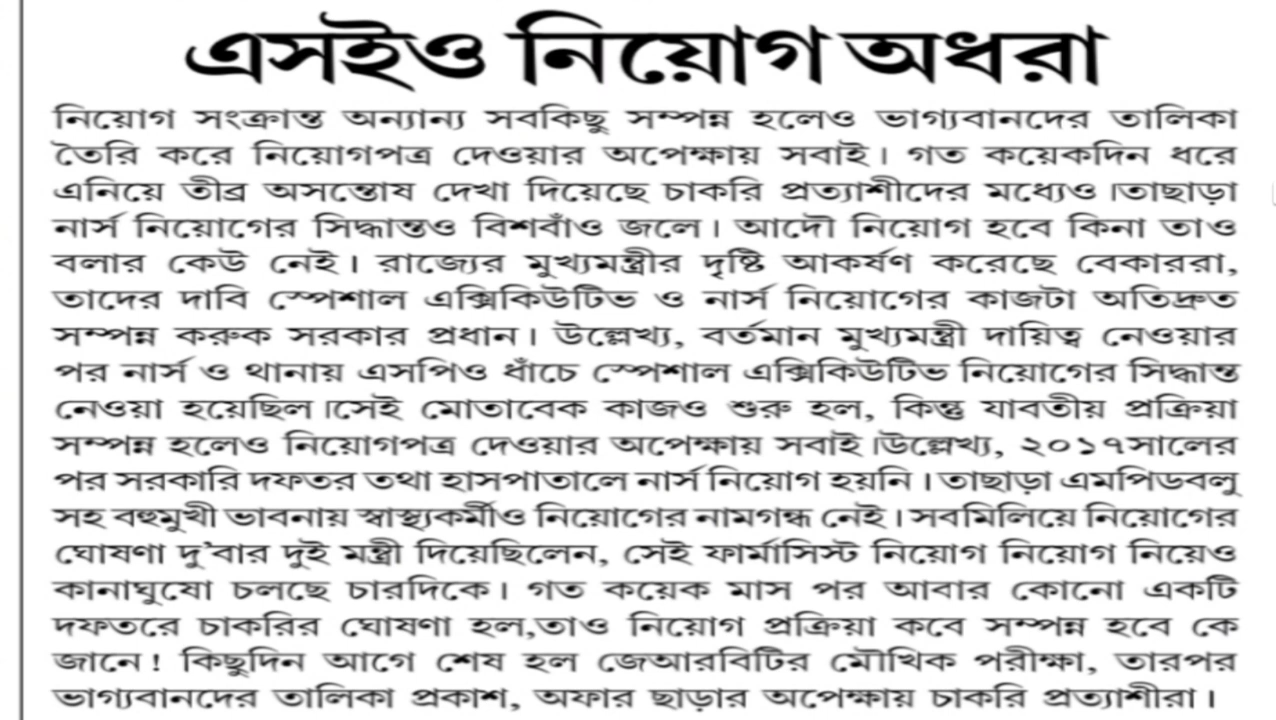 এসইও নিয়োগ অধরা
নিয়োগ সংক্রান্ত অন্যান্য সবকিছু সম্পন্ন হলেও ভাগ্যবানদের তালিকা
তৈরি করে নিয়োগপত্র দেওয়ার অপেক্ষায় সবাই। গত কয়েকদিন ধরে
এনিয়ে তীব্র অসন্তোষ দেখা দিয়েছে চাকরি প্রত্যাশীদের মধ্যেও।তাছাড়া
নার্স নিয়োগের সিদ্ধান্তও বিশবাঁও জলে। আদৌ নিয়োগ হবে কিনা তাও
বলার কেউ নেই। রাজ্যের মুখ্যমন্ত্রীর দৃষ্টি আকর্ষণ করেছে বেকাররা,
তাদের দাবি স্পেশাল এক্সিকিউটিভ ও নার্স নিয়োগের কাজটা অতিদ্রুত
সম্পন্ন করুক সরকার প্রধান। উল্লেখ্য, বর্তমান মুখ্যমন্ত্রী দায়িত্ব নেওয়ার
পর নার্স ও থানায় এসপিও ধাঁচে স্পেশাল এক্সিকিউটিভ নিয়োগের সিদ্ধান্ত
নেওয়া হয়েছিল।সেই মোতাবেক কাজও শুরু হল, কিন্তু যাবতীয় প্রক্রিয়া
সম্পন্ন হলেও নিয়োগপত্র দেওয়ার অপেক্ষায় সবাই।উল্লেখ্য, ২০১৭সালের
পর সরকারি দফতর তথা হাসপাতালে নার্স নিয়োগ হয়নি। তাছাড়া এমপিডবলু
সহ বহুমুখী ভাবনায় স্বাস্থ্যকর্মীও নিয়োগের নামগন্ধ নেই। সবমিলিয়ে নিয়োগের
ঘোষণা দু'বার দুই মন্ত্রী দিয়েছিলেন, সেই ফার্মাসিস্ট নিয়োগ নিয়োগ নিয়েও
কানাঘুষো চলছে চারদিকে। গত কয়েক মাস পর আবার কোনো একটি
দফতরে চাকরির ঘোষণা হল,তাও নিয়োগ প্রক্রিয়া কবে সম্পন্ন হবে কে
জানে! কিছুদিন আগে শেষ হল জেআরবিটির মৌখিক পরীক্ষা, তারপর
ভাগ্যবানদের তালিকা প্রকাশ, অফার ছাড়ার অপেক্ষায় চাকরি প্রত্যাশীরা।